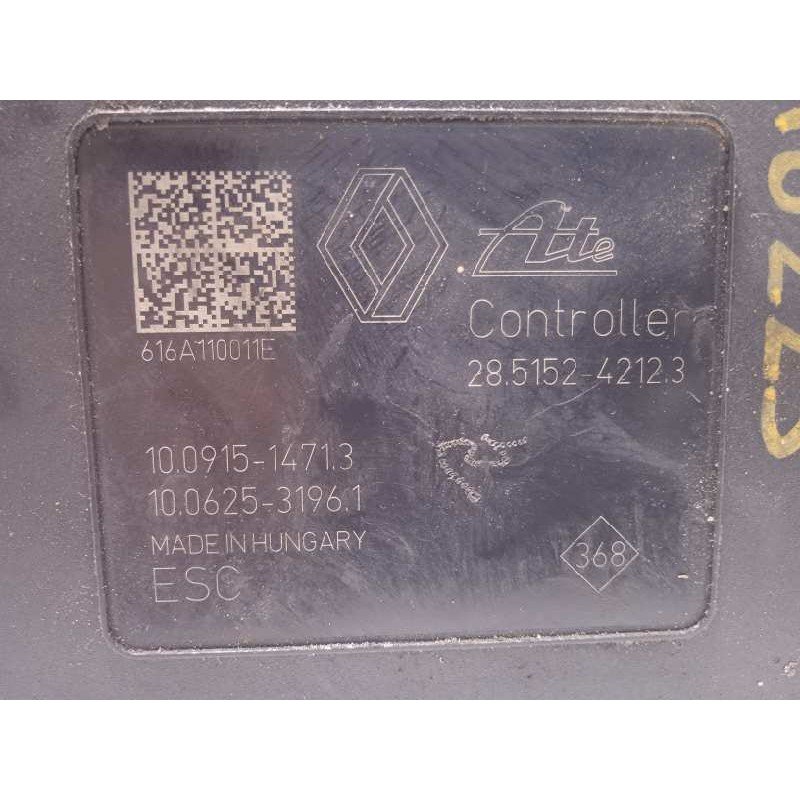 616A110011E
Ate
Controller
28.5152-4212.3
10.0915-1471.3
10.0625-3196.1
MADE IN HUNGARY
ESC
368